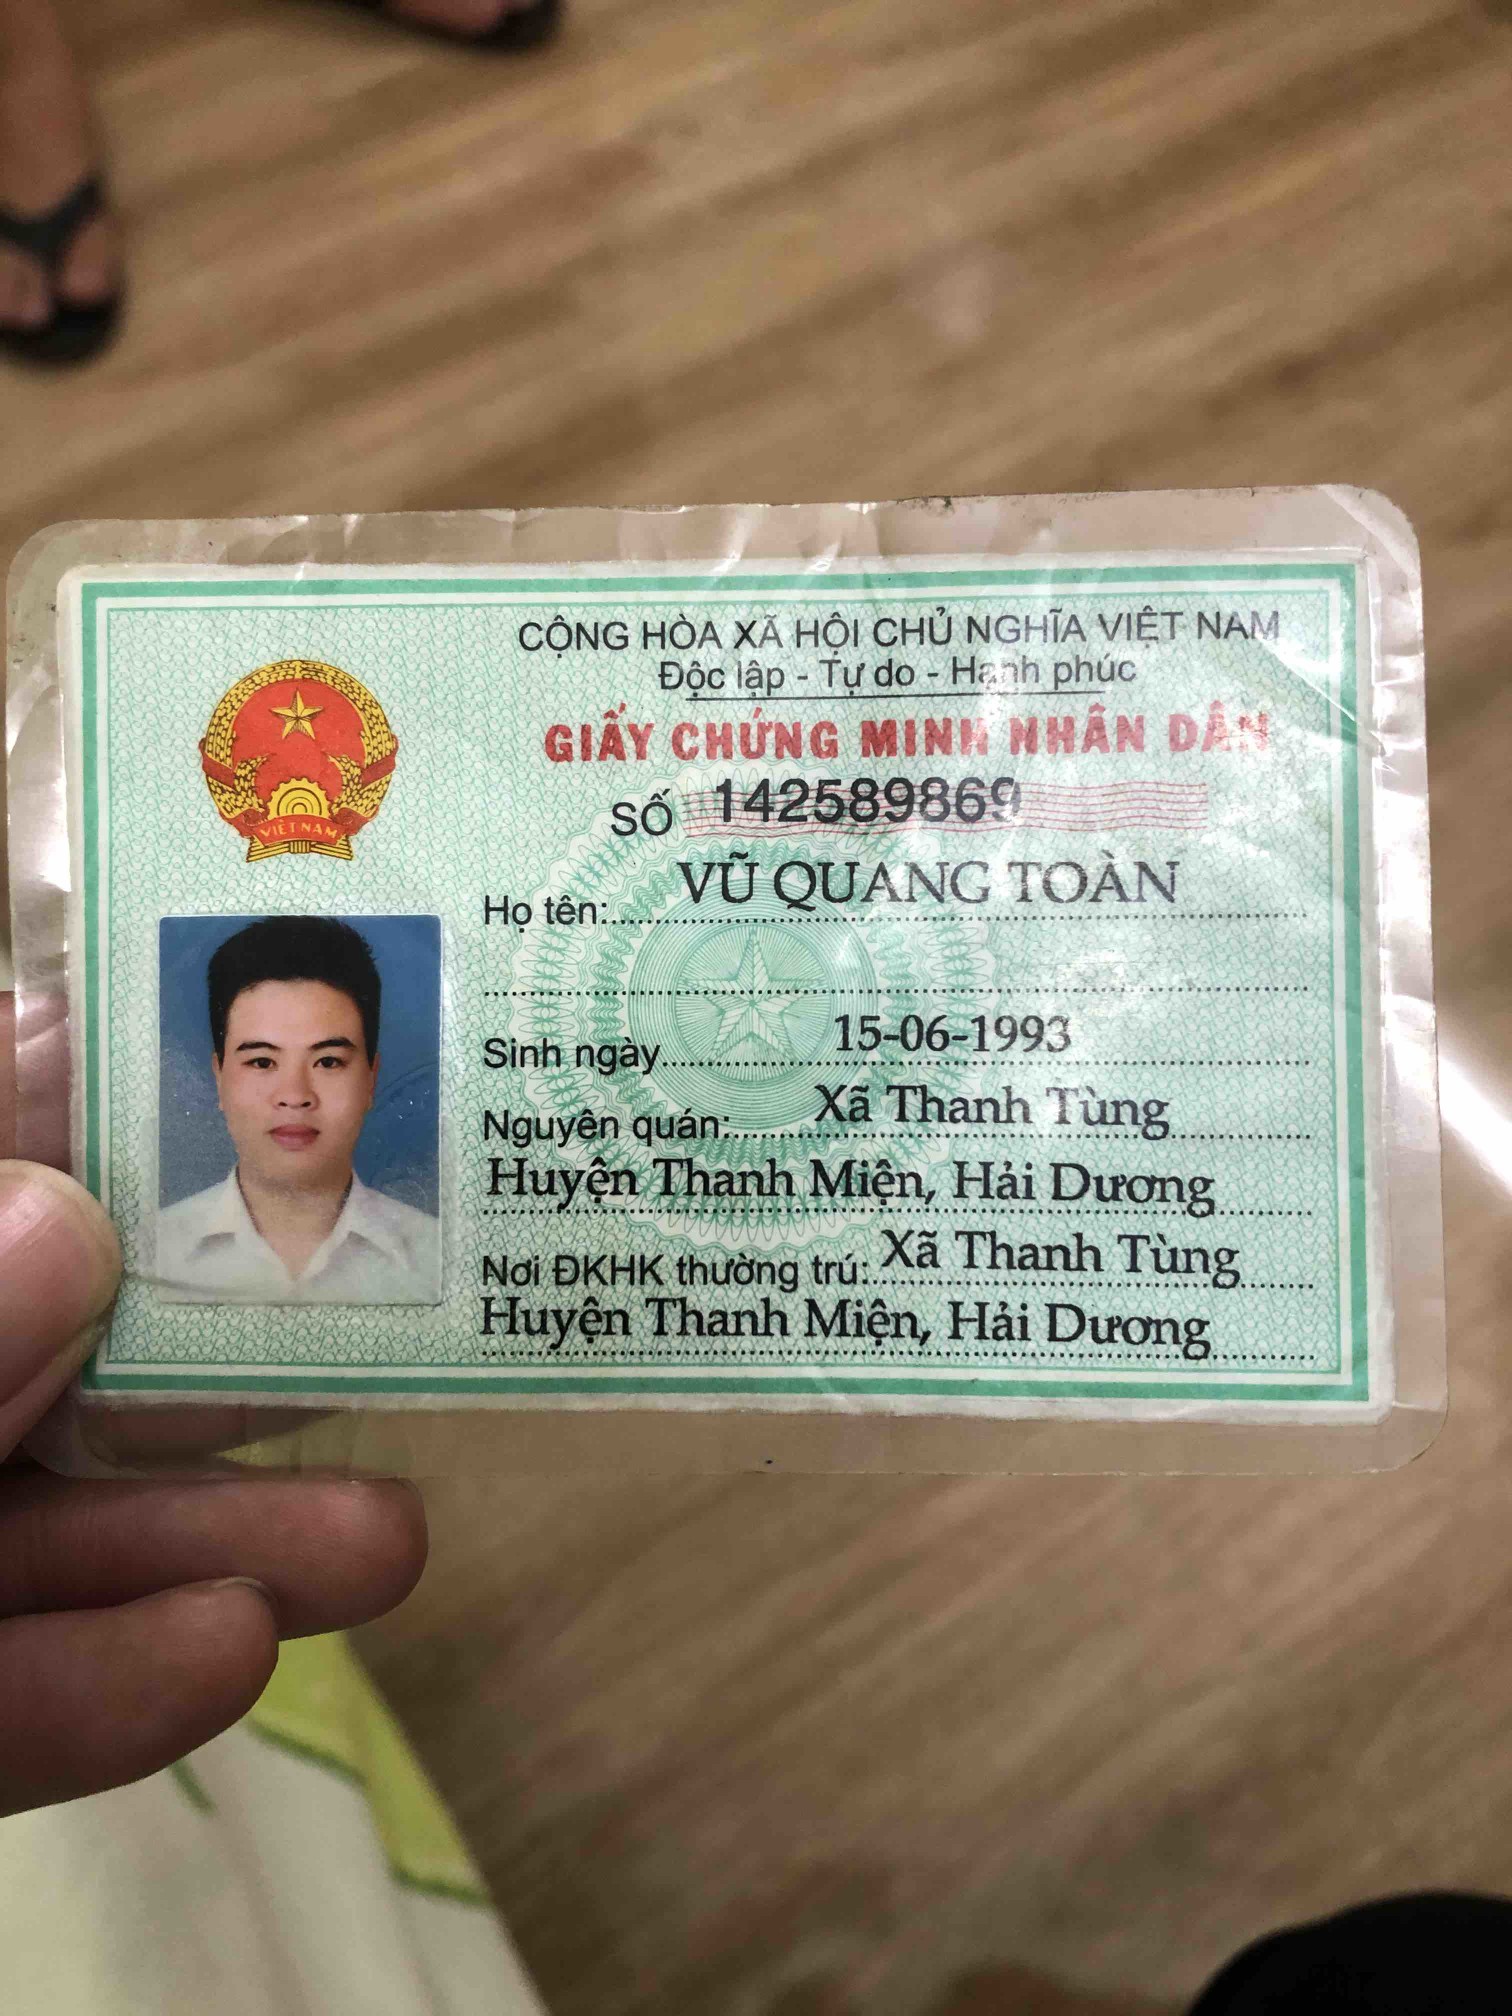 CỘNG HÒA XÃ HỘI CHỦ NGHĨA VIỆT NAM
Độc lập - Tự do - Hạnh phúc
GIẤY CHỨNG MINH NHÂN DÂN
SỐ 142589869
VIỆT NAM
Họ tên: VŨ QUANG TOÀN
Sinh ngày 15-06-1993
Nguyên quán: Xã Thanh Tùng
Huyện Thanh Miện, Hải Dương
Nơi ĐKHK thường trú: Xã Thanh Tùng
Huyện Thanh Miện, Hải Dương